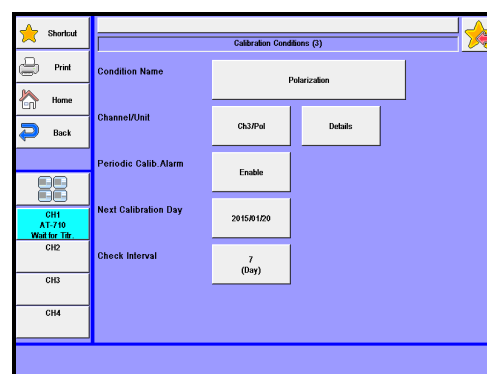 Shortcut
Print
Home
Back
CH1
AT-710
Wait for Titr.
CH2
CH3
CH4
Calibration Conditions (3)
Condition Name
Polarization
Channel/Unit
Ch3/Pol
Details
Periodic Calib.Alarm
Enable
Next Calibration Day
2015/01/20
Check Interval
7
(Day)